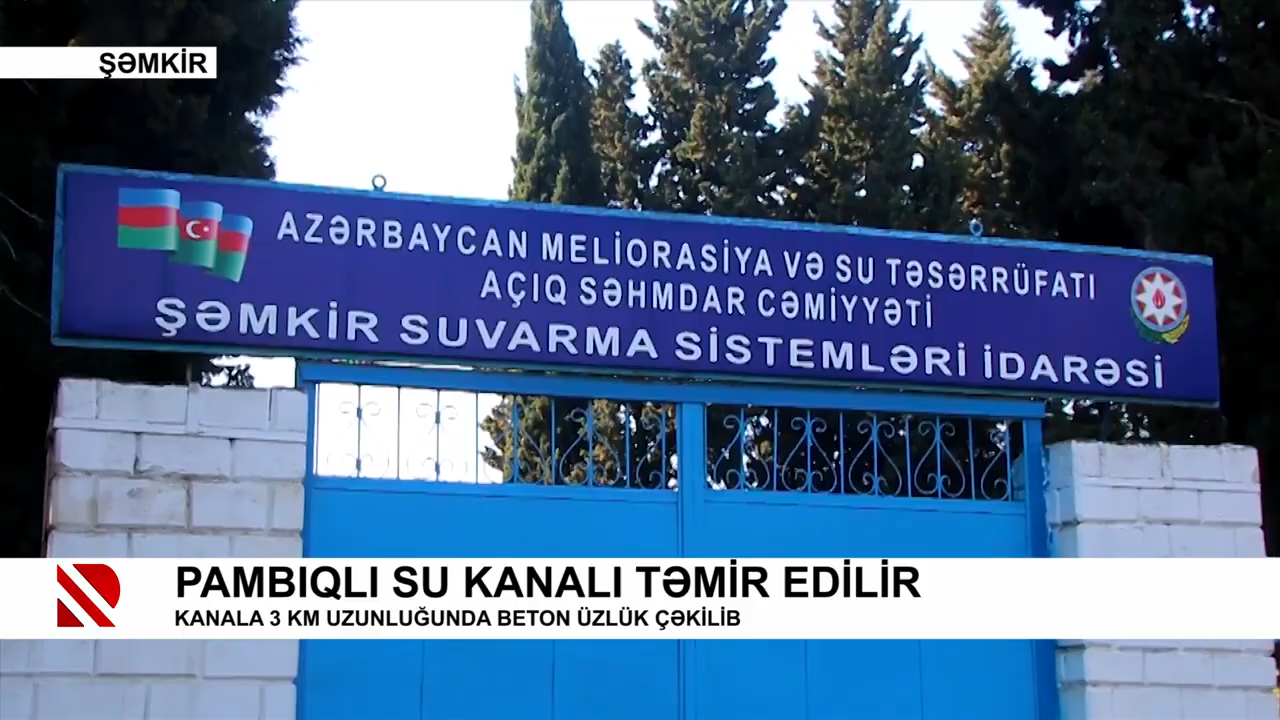 ŞƏMKİR
AZƏRBAYCAN MELİORASİYA VƏ SU TƏSƏRRÜFATI
AÇIQ SƏHMDAR CƏMİYYƏTİ
ŞƏMKİR SUVARMA SİSTEMLƏRİ İDARƏSİ
PAMBIQLI SU KANALI TƏMİR EDİLİR
KANALA 3 KM UZUNLUĞUNDA BETON ÜZLÜK ÇƏKİLİB